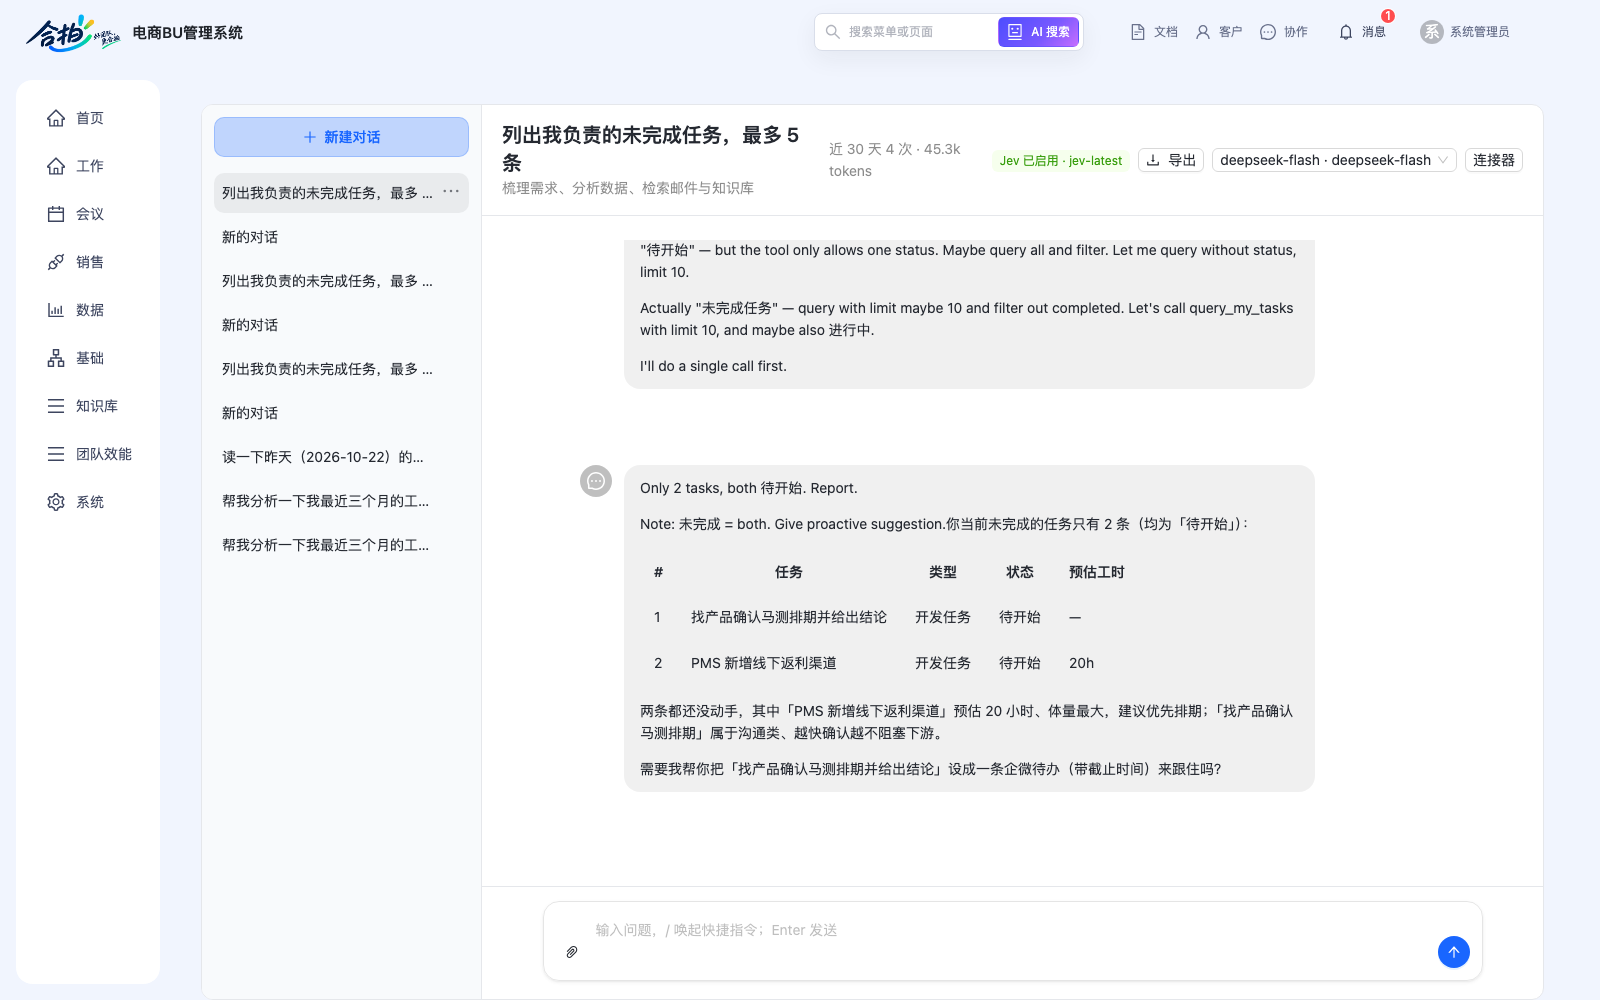 合拍
电商BU管理系统
搜索菜单或页面
AI 搜索
文档
客户
协作
消息
1
系
系统管理员
首页
工作
会议
销售
数据
基础
知识库
团队效能
系统
新建对话
列出我负责的未完成任务，最多 ...
新的对话
列出我负责的未完成任务，最多 ...
新的对话
列出我负责的未完成任务，最多 ...
新的对话
读一下昨天（2026-10-22）的...
帮我分析一下我最近三个月的工...
帮我分析一下我最近三个月的工...
列出我负责的未完成任务，最多 5
条
梳理需求、分析数据、检索邮件与知识库
近 30 天 4 次 · 45.3k
tokens
Jev 已启用 · jev-latest
导出
deepseek-flash · deepseek-flash
连接器
"待开始" — but the tool only allows one status. Maybe query all and filter. Let me query without status,
limit 10.
Actually "未完成任务" — query with limit maybe 10 and filter out completed. Let's call query_my_tasks
with limit 10, and maybe also 进行中.
I'll do a single call first.
Only 2 tasks, both 待开始. Report.
Note: 未完成 = both. Give proactive suggestion.你当前未完成的任务只有 2 条（均为「待开始」）：
# 任务 类型 状态 预估工时
1 找产品确认马测排期并给出结论 开发任务 待开始 —
2 PMS 新增线下返利渠道 开发任务 待开始 20h
两条都还没动手，其中「PMS 新增线下返利渠道」预估 20 小时、体量最大，建议优先排期；「找产品确认
马测排期」属于沟通类、越快确认越不阻塞下游。
需要我帮你把「找产品确认马测排期并给出结论」设成一条企微待办（带截止时间）来跟住吗？
输入问题，/ 唤起快捷指令；Enter 发送